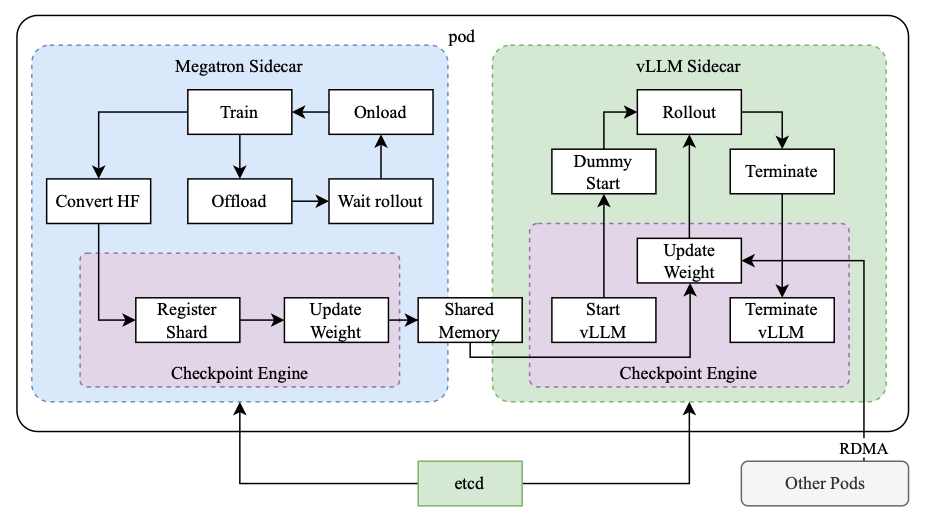 pod
Megatron Sidecar
Train
Onload
Convert HF
Offload
Wait rollout
Register
Shard
Update
Weight
Checkpoint Engine
Shared
Memory
vLLM Sidecar
Rollout
Dummy
Start
Terminate
Update
Weight
Start
vLLM
Terminate
vLLM
Checkpoint Engine
RDMA
etcd
Other Pods